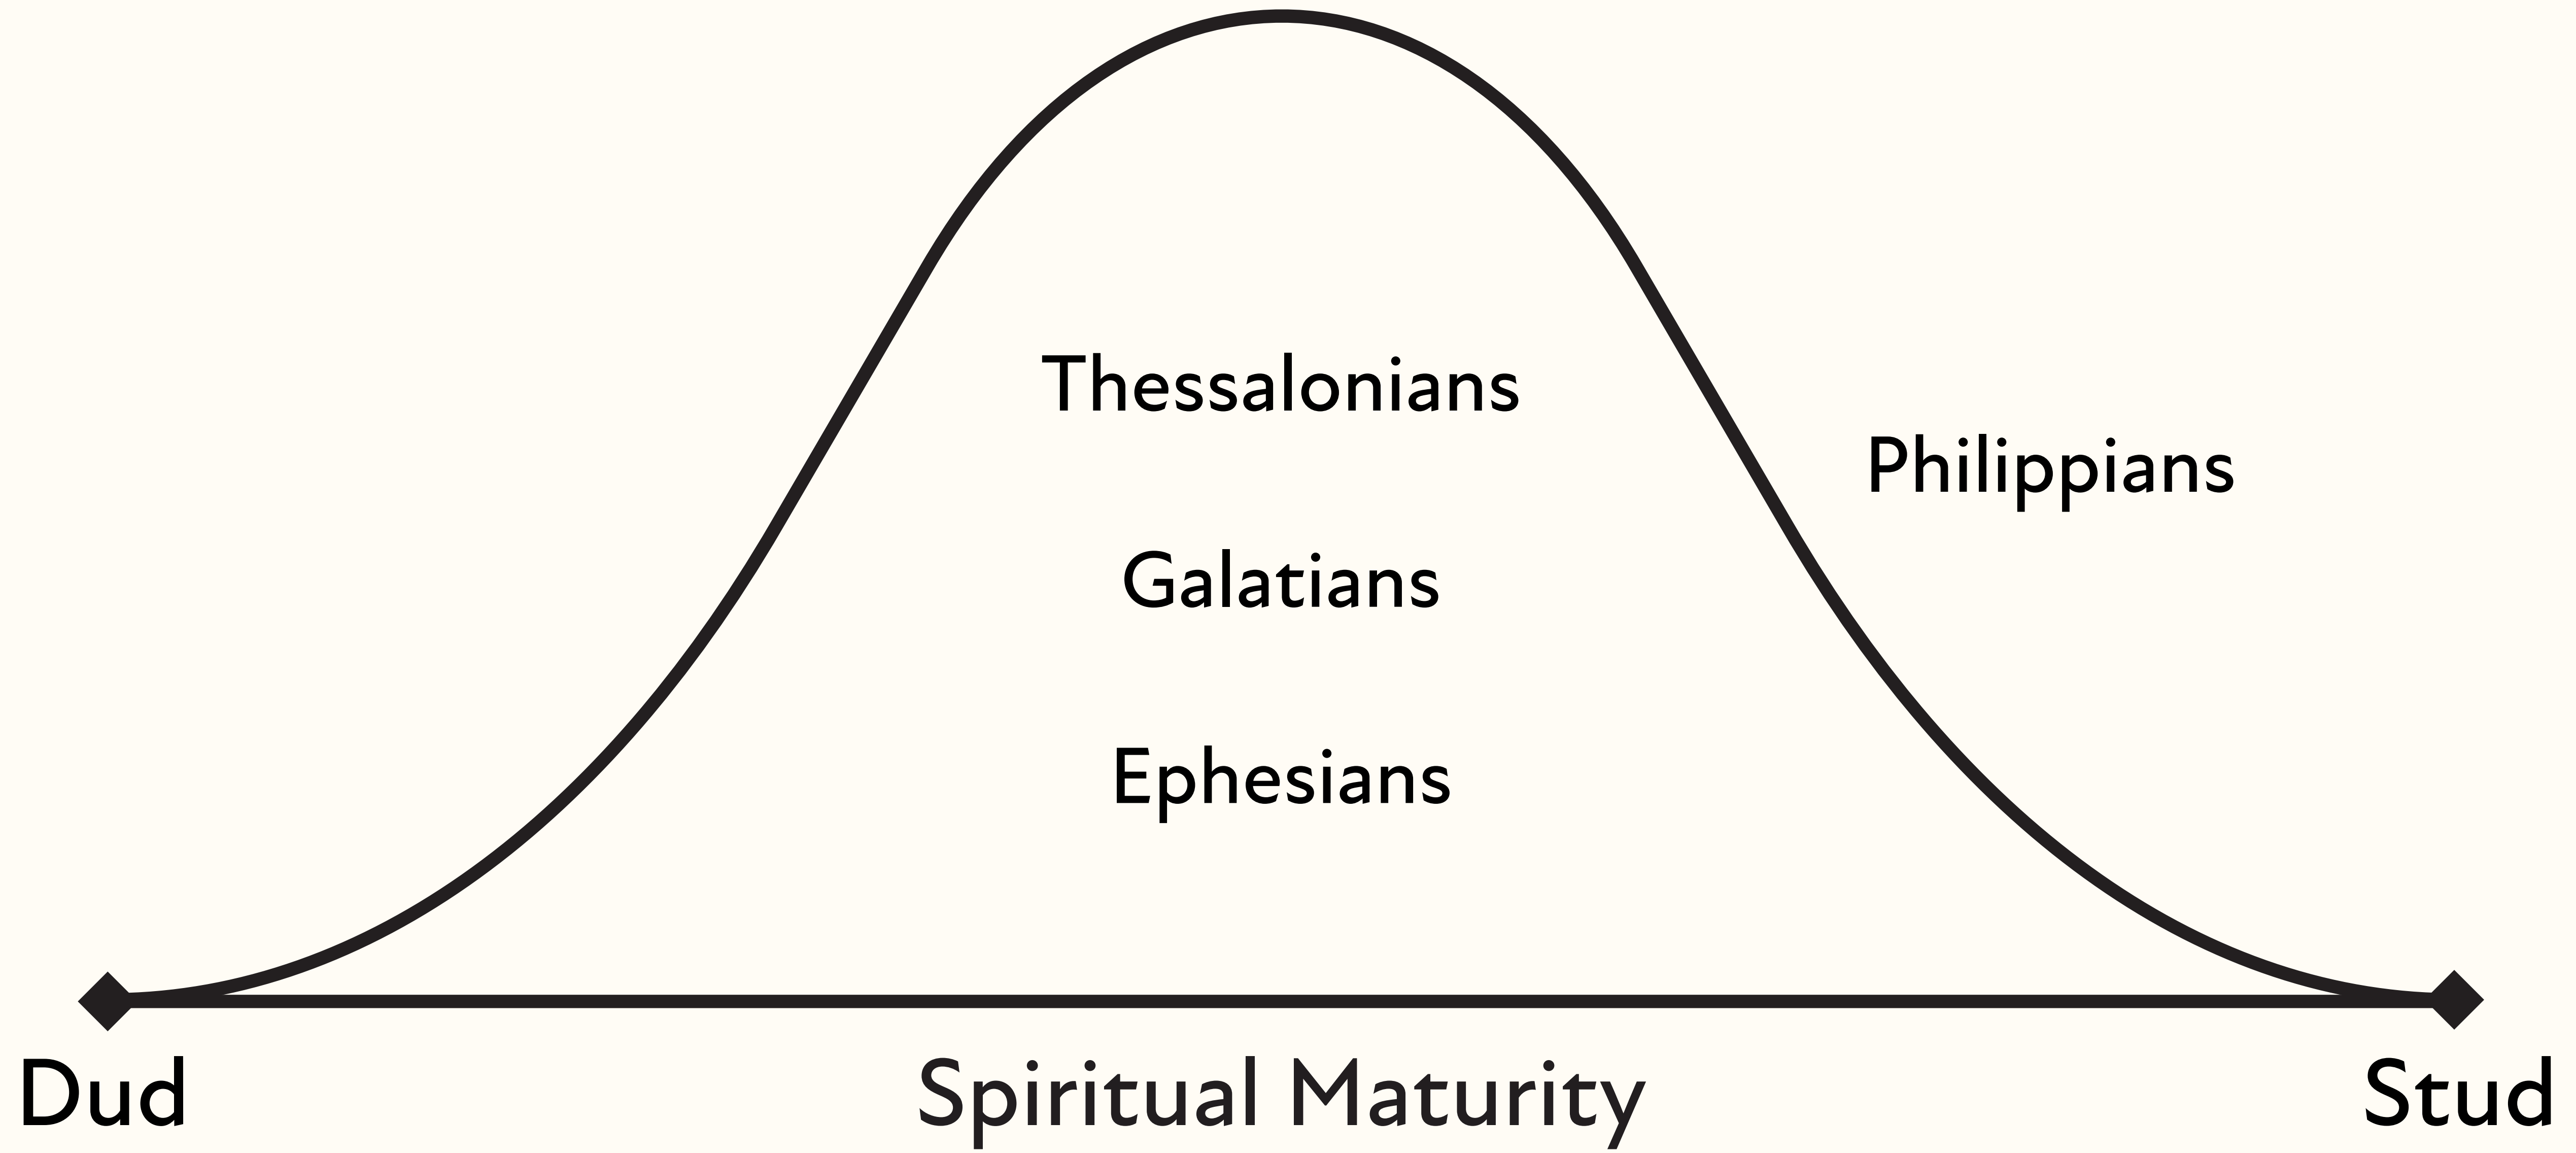 Thessalonians
Philippians
Galatians
Ephesians
Dud
Spiritual Maturity
Stud